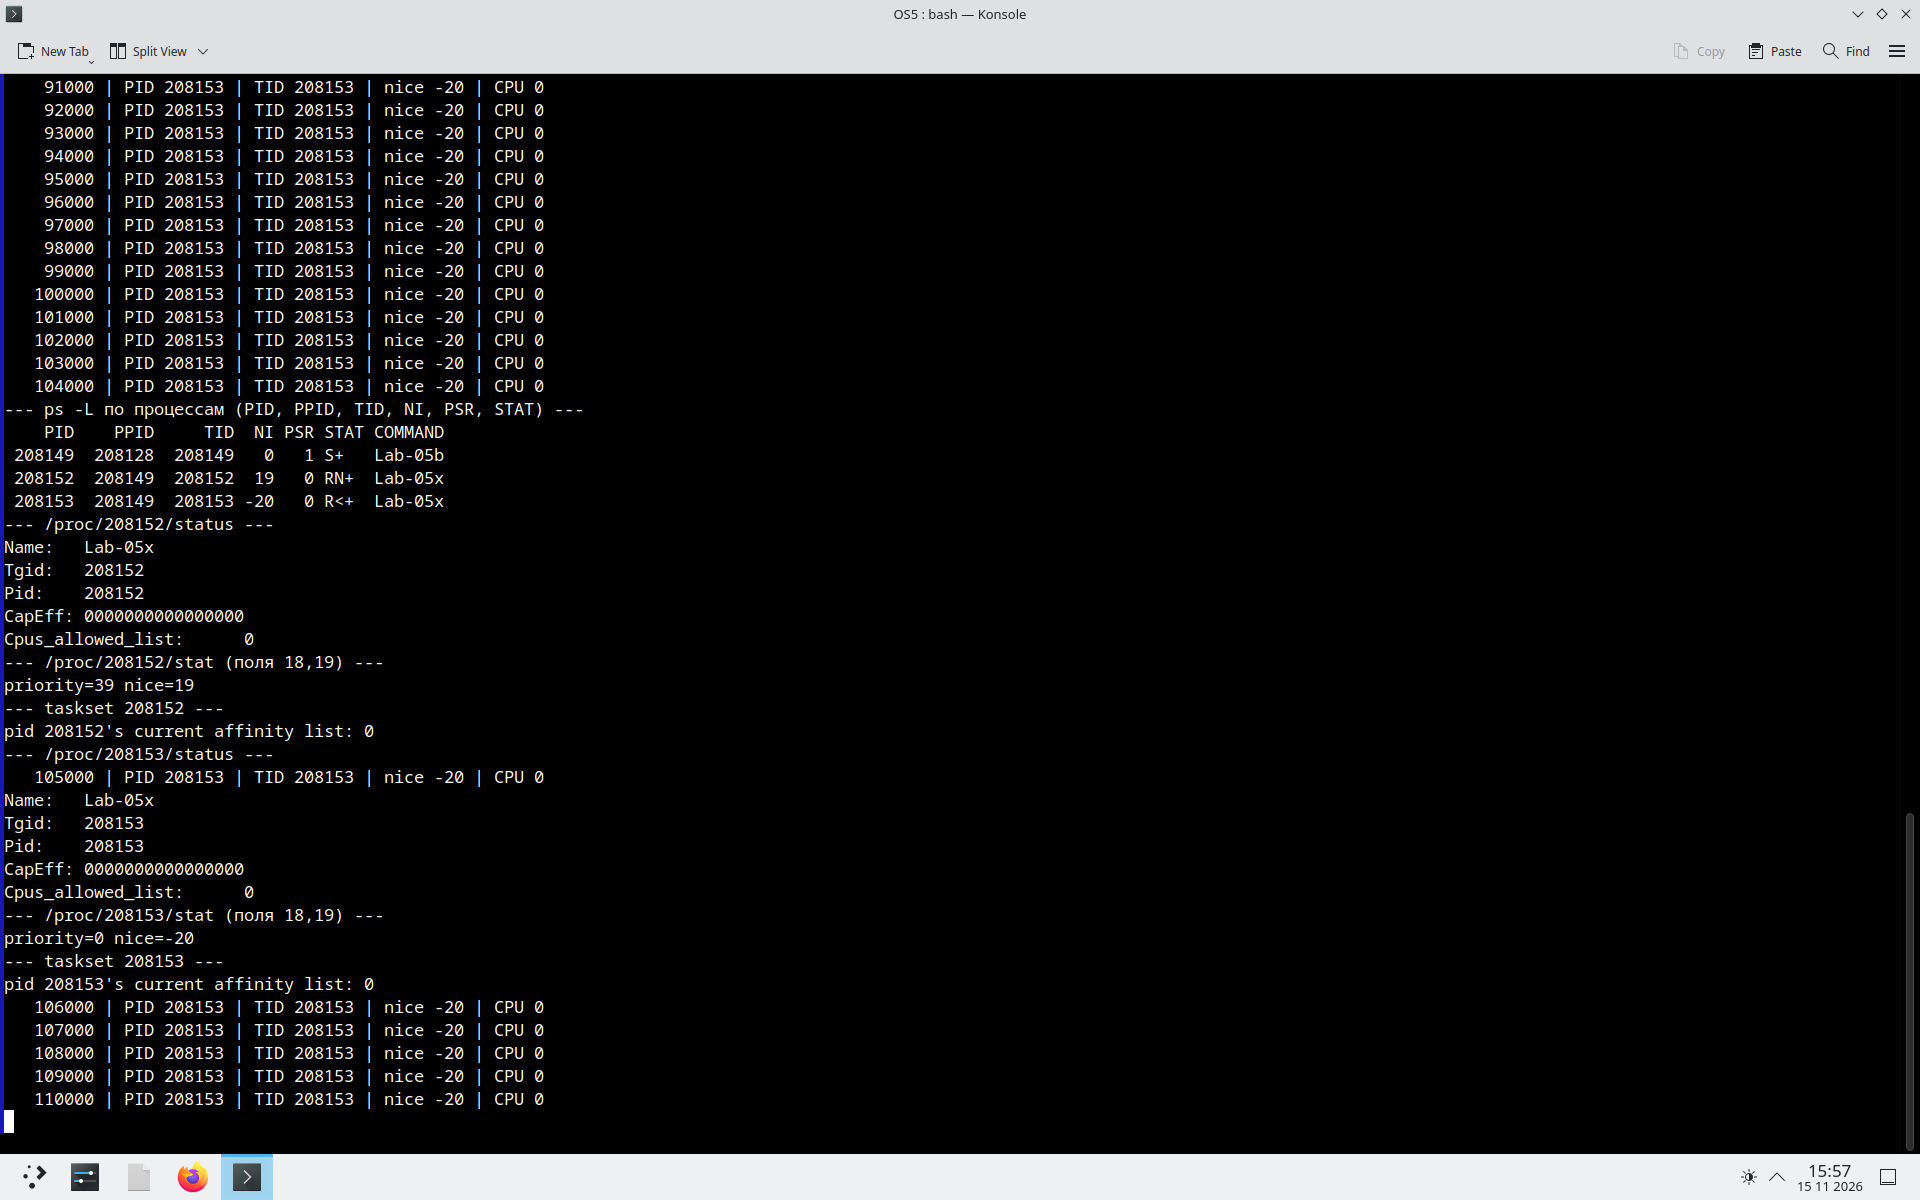 OS5 : bash — Konsole
New Tab Split View Copy Paste Find
91000 | PID 208153 | TID 208153 | nice -20 | CPU 0
92000 | PID 208153 | TID 208153 | nice -20 | CPU 0
93000 | PID 208153 | TID 208153 | nice -20 | CPU 0
94000 | PID 208153 | TID 208153 | nice -20 | CPU 0
95000 | PID 208153 | TID 208153 | nice -20 | CPU 0
96000 | PID 208153 | TID 208153 | nice -20 | CPU 0
97000 | PID 208153 | TID 208153 | nice -20 | CPU 0
98000 | PID 208153 | TID 208153 | nice -20 | CPU 0
99000 | PID 208153 | TID 208153 | nice -20 | CPU 0
100000 | PID 208153 | TID 208153 | nice -20 | CPU 0
101000 | PID 208153 | TID 208153 | nice -20 | CPU 0
102000 | PID 208153 | TID 208153 | nice -20 | CPU 0
103000 | PID 208153 | TID 208153 | nice -20 | CPU 0
104000 | PID 208153 | TID 208153 | nice -20 | CPU 0
--- ps -L по процессам (PID, PPID, TID, NI, PSR, STAT) ---
PID PPID TID NI PSR STAT COMMAND
208149 208128 208149 0 1 S+ Lab-05b
208152 208149 208152 19 0 RN+ Lab-05x
208153 208149 208153 -20 0 R<+ Lab-05x
--- /proc/208152/status ---
Name: Lab-05x
Tgid: 208152
Pid: 208152
CapEff: 0000000000000000
Cpus_allowed_list: 0
--- /proc/208152/stat (поля 18,19) ---
priority=39 nice=19
--- taskset 208152 ---
pid 208152's current affinity list: 0
--- /proc/208153/status ---
105000 | PID 208153 | TID 208153 | nice -20 | CPU 0
Name: Lab-05x
Tgid: 208153
Pid: 208153
CapEff: 0000000000000000
Cpus_allowed_list: 0
--- /proc/208153/stat (поля 18,19) ---
priority=0 nice=-20
--- taskset 208153 ---
pid 208153's current affinity list: 0
106000 | PID 208153 | TID 208153 | nice -20 | CPU 0
107000 | PID 208153 | TID 208153 | nice -20 | CPU 0
108000 | PID 208153 | TID 208153 | nice -20 | CPU 0
109000 | PID 208153 | TID 208153 | nice -20 | CPU 0
110000 | PID 208153 | TID 208153 | nice -20 | CPU 0
15:57
15 11 2026